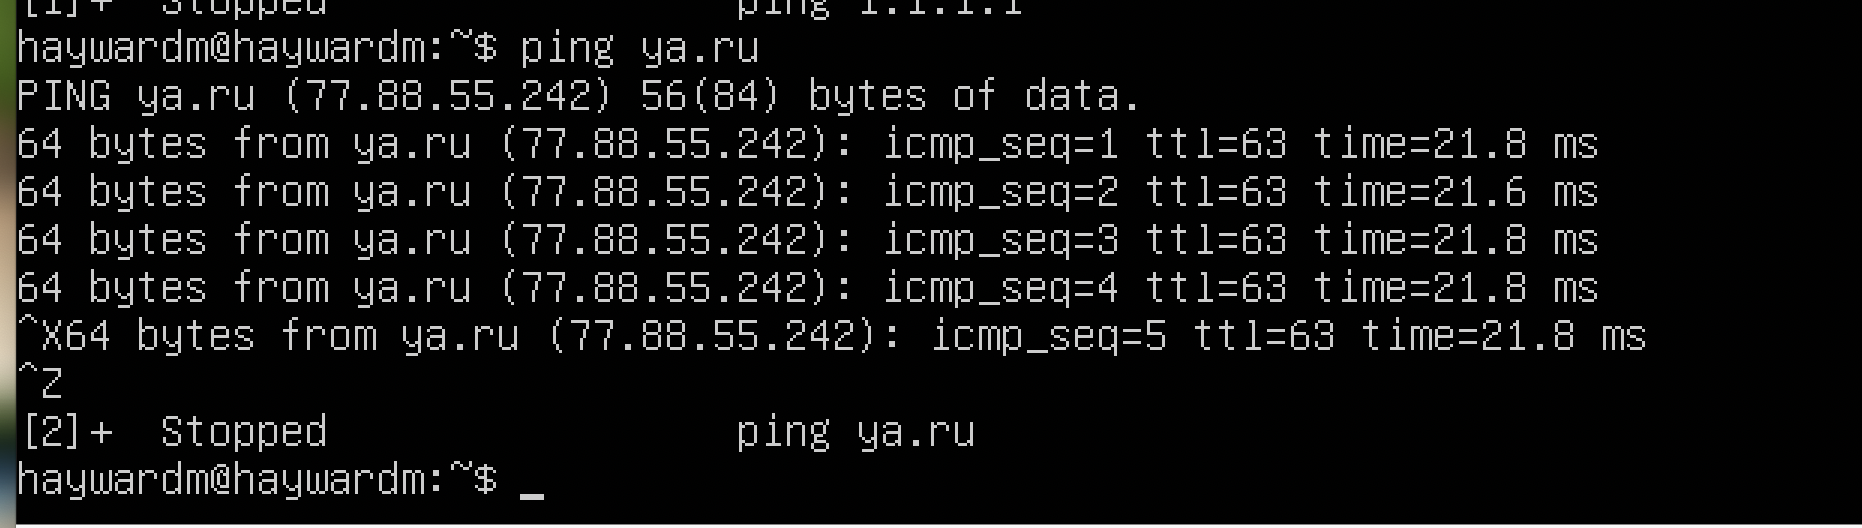 [1]+  Stopped                 ping 1.1.1.1
haywardm@haywardm:~$ ping ya.ru
PING ya.ru (77.88.55.242) 56(84) bytes of data.
64 bytes from ya.ru (77.88.55.242): icmp_seq=1 ttl=63 time=21.8 ms
64 bytes from ya.ru (77.88.55.242): icmp_seq=2 ttl=63 time=21.6 ms
64 bytes from ya.ru (77.88.55.242): icmp_seq=3 ttl=63 time=21.8 ms
64 bytes from ya.ru (77.88.55.242): icmp_seq=4 ttl=63 time=21.8 ms
^X64 bytes from ya.ru (77.88.55.242): icmp_seq=5 ttl=63 time=21.8 ms
^Z
[2]+  Stopped                 ping ya.ru
haywardm@haywardm:~$ _